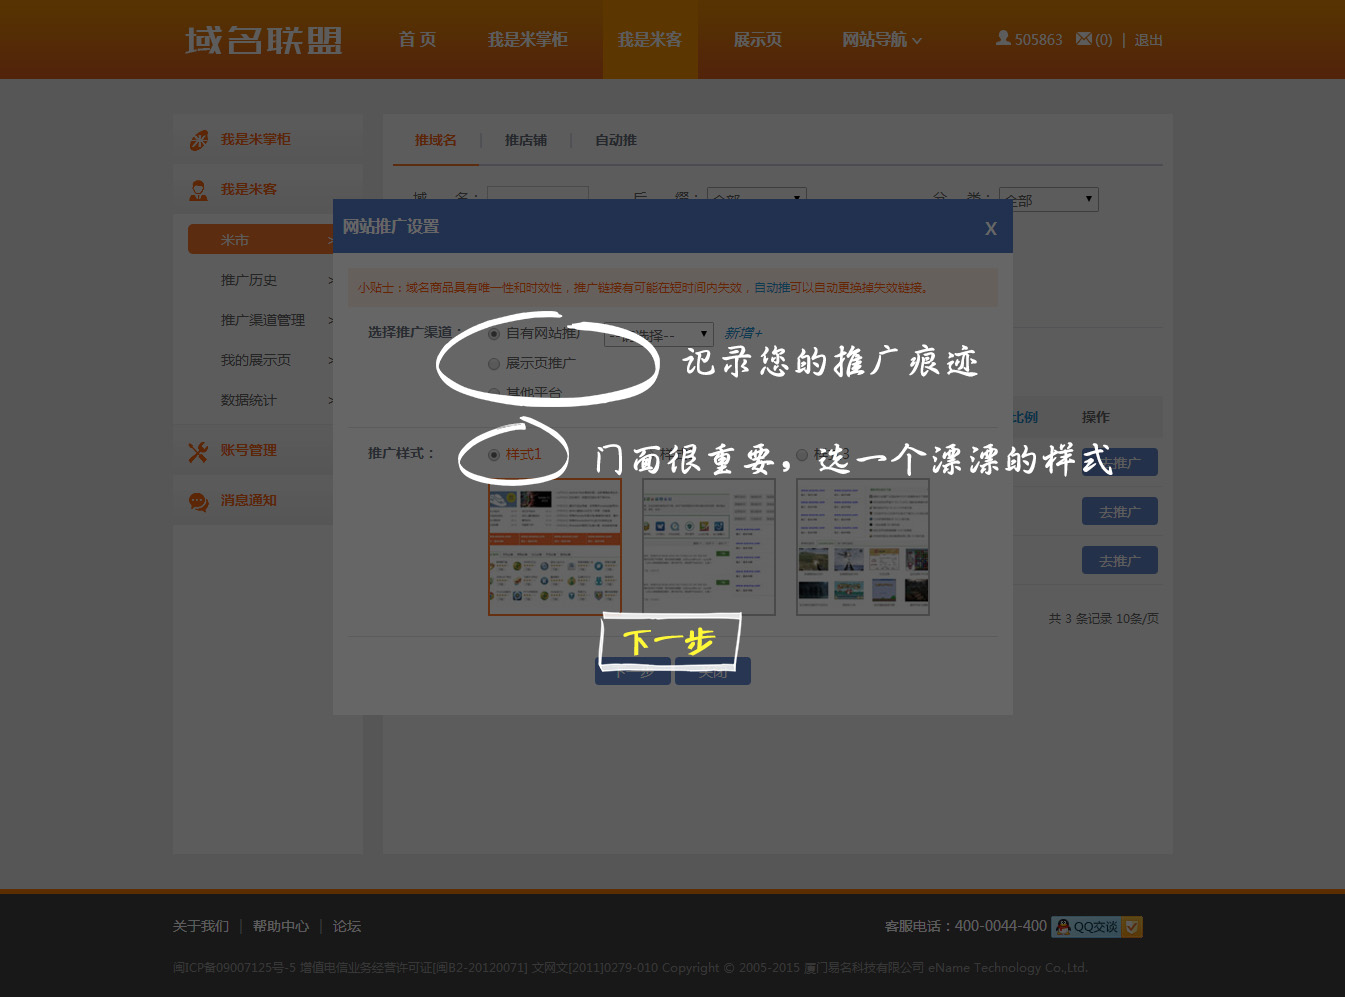 域名联盟 首 页 我是米掌柜 我是米客 展示页 网站导航 505863 (0) | 退出
我是米掌柜
我是米客
米市 >
推广历史 >
推广渠道管理 >
我的展示页 >
数据统计 >
账号管理
消息通知
推域名 | 推店铺 | 自动推
域 名： 后 缀： 全部 分 类： 全部
网站推广设置 X
小贴士：域名商品具有唯一性和时效性，推广链接有可能在短时间内失效，自动推可以自动更换掉失效链接。
选择推广渠道： 自有网站推广 --请选择-- 新增+
展示页推广
其他平台
记录您的推广痕迹
推广样式： 样式1
门面很重要，选一个漂漂的样式
比例 操作
去推广
去推广
去推广
共 3 条记录 10条/页
下一步
下一步 关闭
关于我们 | 帮助中心 | 论坛
客服电话：400-0044-400 QQ交谈
闽ICP备09007125号-5 增值电信业务经营许可证[闽B2-20120071] 文网文[2011]0279-010 Copyright © 2005-2015 厦门易名科技有限公司 eName Technology Co.,Ltd.